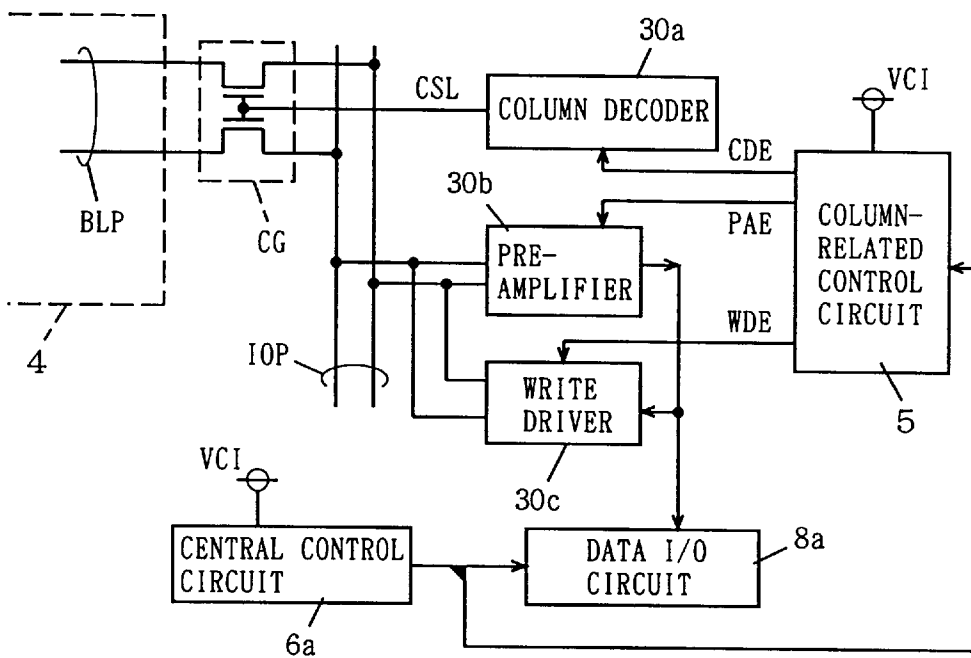 30a
VCI
CSL
COLUMN DECODER
CDE
30b
BLP
CG
PAE
PRE-
AMPLIFIER
COLUMN-
RELATED
CONTROL
CIRCUIT
WDE
4
IOP
WRITE
DRIVER
5
VCI
30c
CENTRAL CONTROL
CIRCUIT
DATA I/O
CIRCUIT
8a
6a